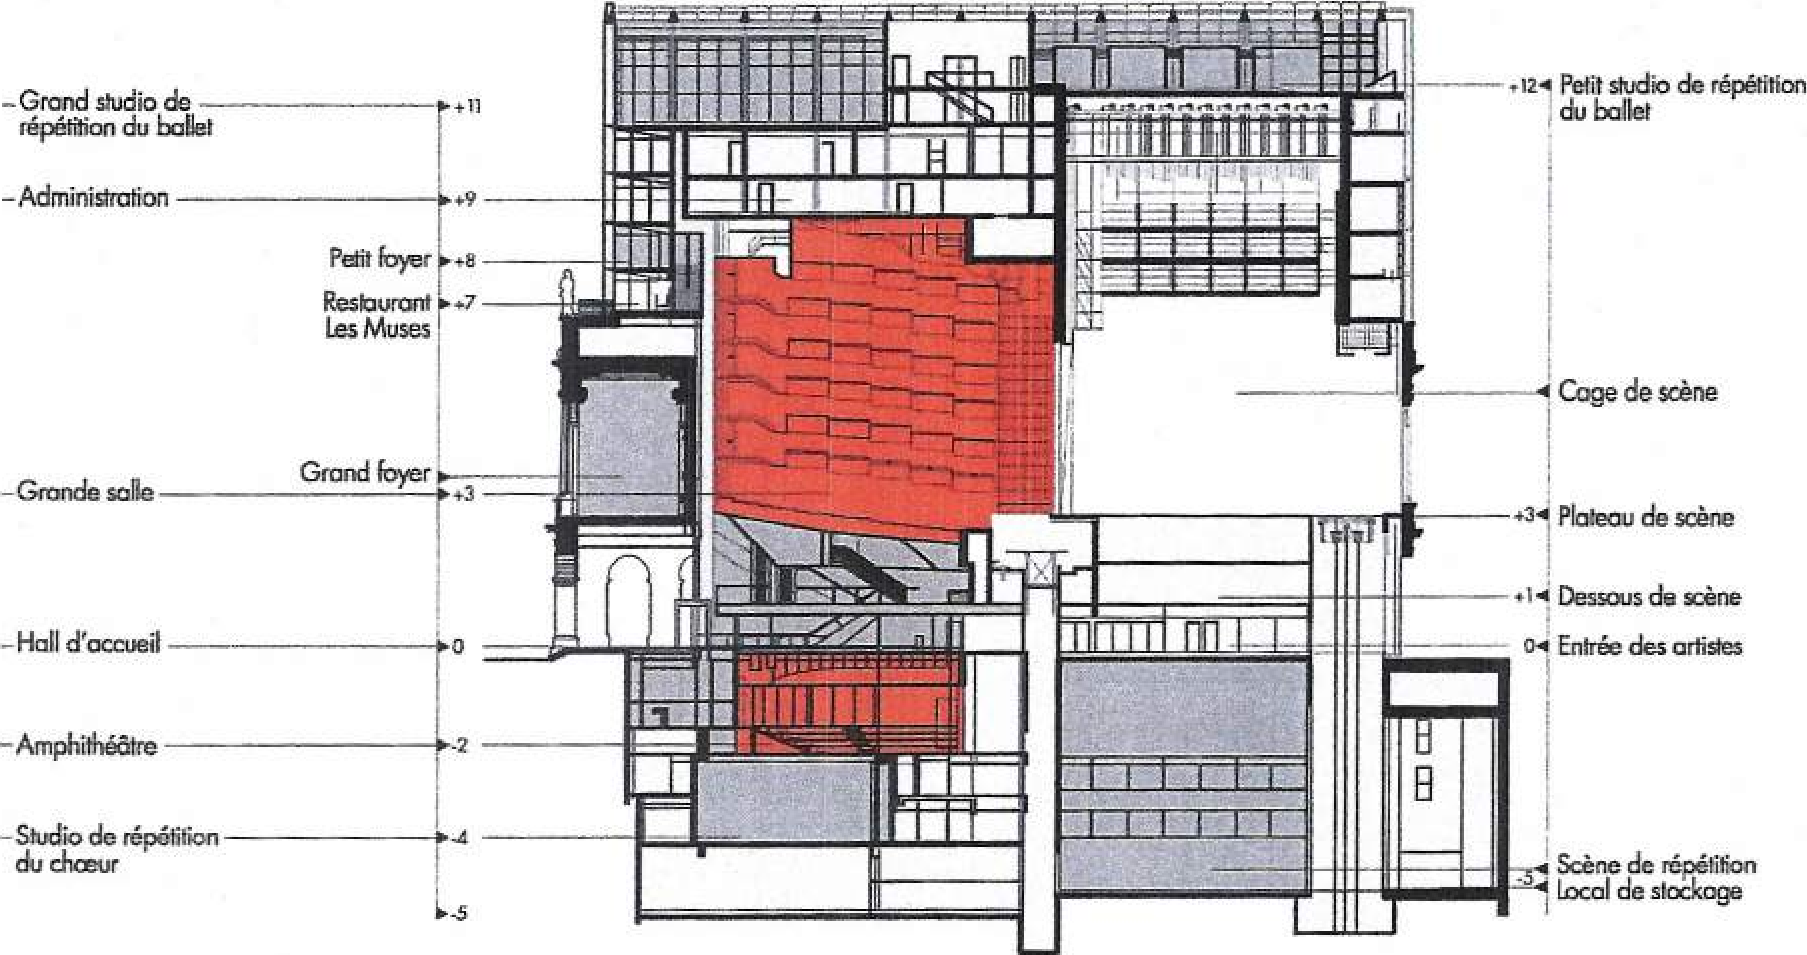 Grand studio de
répétition du ballet
+11
Administration
+9
Petit foyer
+8
Restaurant
Les Muses
+7
Grand foyer
Grande salle
+3
Hall d'accueil
0
Amphithéâtre
-2
Studio de répétition
du chœur
-4
-5
+12
Petit studio de répétition
du ballet
Cage de scène
+3
Plateau de scène
+1
Dessous de scène
0
Entrée des artistes
Scène de répétition
-5
Local de stockage